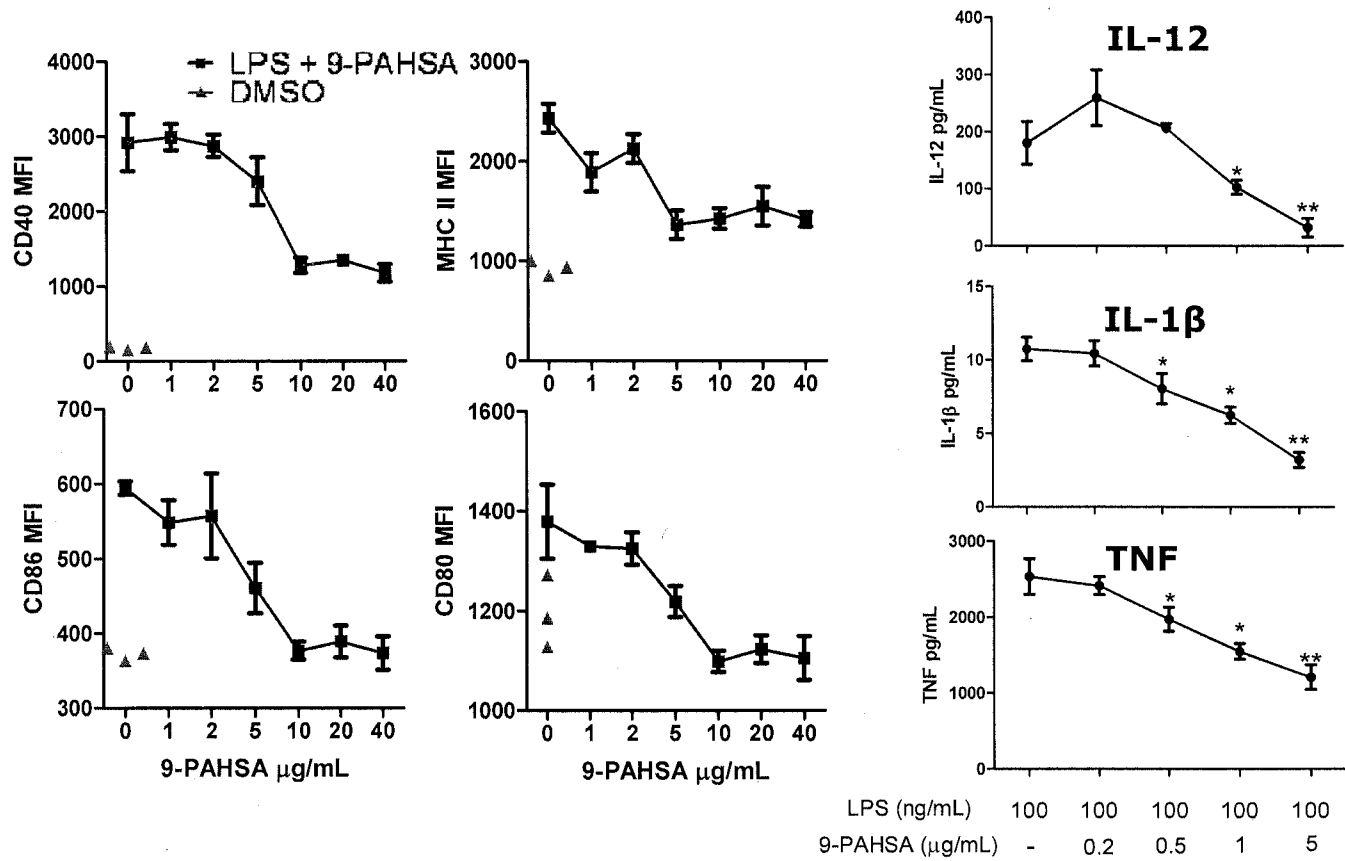 LPS + 9-PAHSA
DMSO
4000
3000
2000
1000
0
CD40 MFI
0 1 2 5 10 20 40
3000
2000
1000
0
MHC II MFI
0 1 2 5 10 20 40
700
600
500
400
300
CD86 MFI
0 1 2 5 10 20 40
9-PAHSA μg/mL
1600
1400
1200
1000
CD80 MFI
0 1 2 5 10 20 40
9-PAHSA μg/mL
IL-12
400
300
200
100
0
IL-12 pg/mL
*
**
IL-1β
15
10
5
0
IL-1β pg/mL
*
*
**
TNF
3000
2000
1000
0
TNF pg/mL
*
*
**
LPS (ng/mL) 100 100 100 100 100
9-PAHSA (μg/mL) - 0.2 0.5 1 5